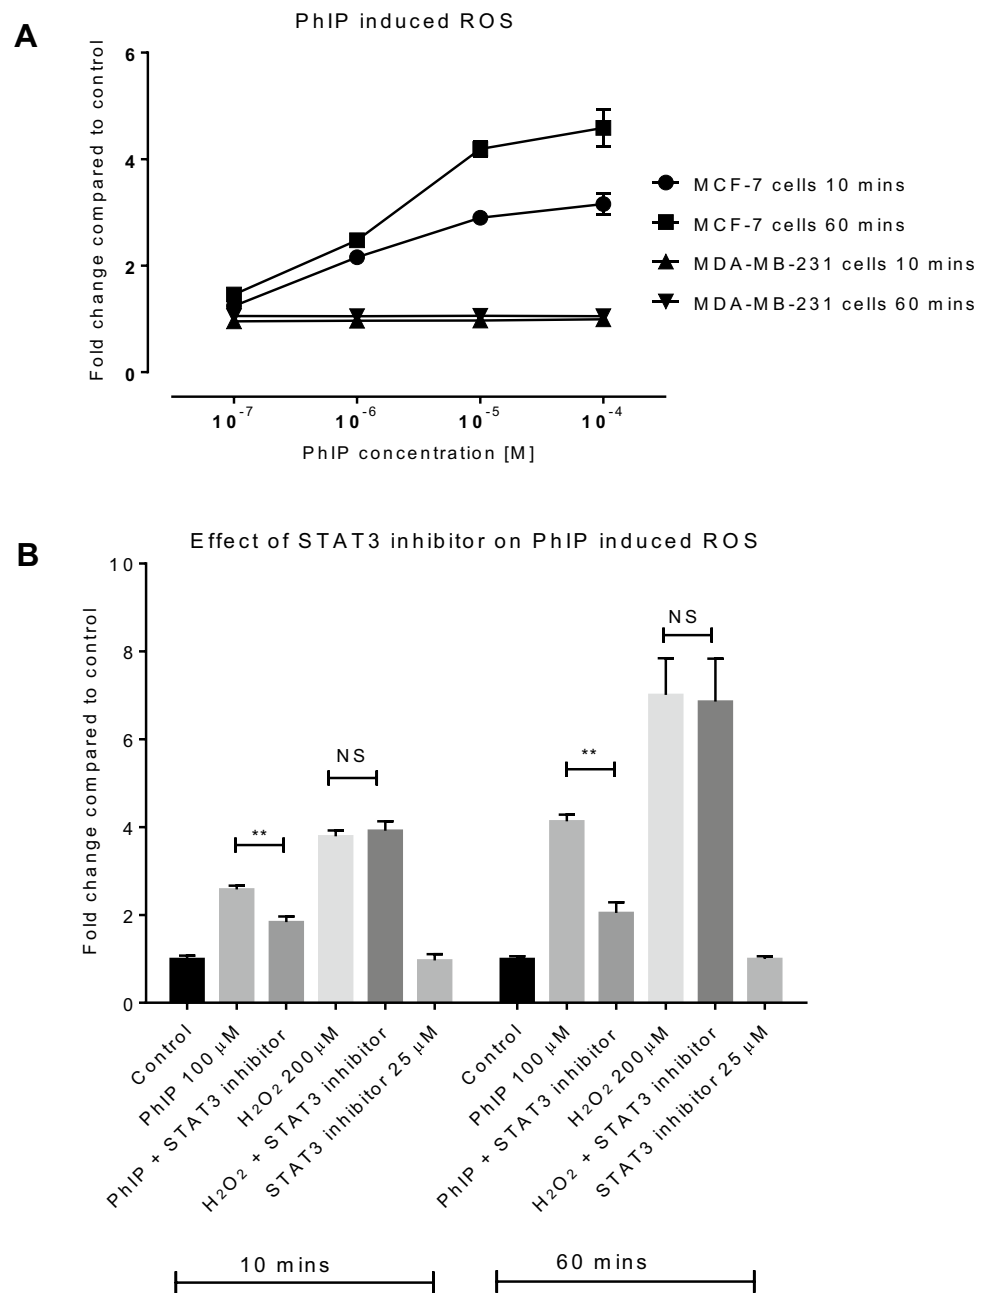 A
PhIP induced ROS
Fold change compared to control
6
4
2
0
10-7
10-6
10-5
10-4
PhIP concentration [M]
MCF-7 cells 10 mins
MCF-7 cells 60 mins
MDA-MB-231 cells 10 mins
MDA-MB-231 cells 60 mins
B
Effect of STAT3 inhibitor on PhIP induced ROS
Fold change compared to control
10
8
6
4
2
0
**
NS
**
NS
Control
PhIP 100 μM
PhIP + STAT3 inhibitor
H2O2 200 μM
H2O2 + STAT3 inhibitor
STAT3 inhibitor 25 μM
Control
PhIP 100 μM
PhIP + STAT3 inhibitor
H2O2 200 μM
H2O2 + STAT3 inhibitor
STAT3 inhibitor 25 μM
10 mins
60 mins